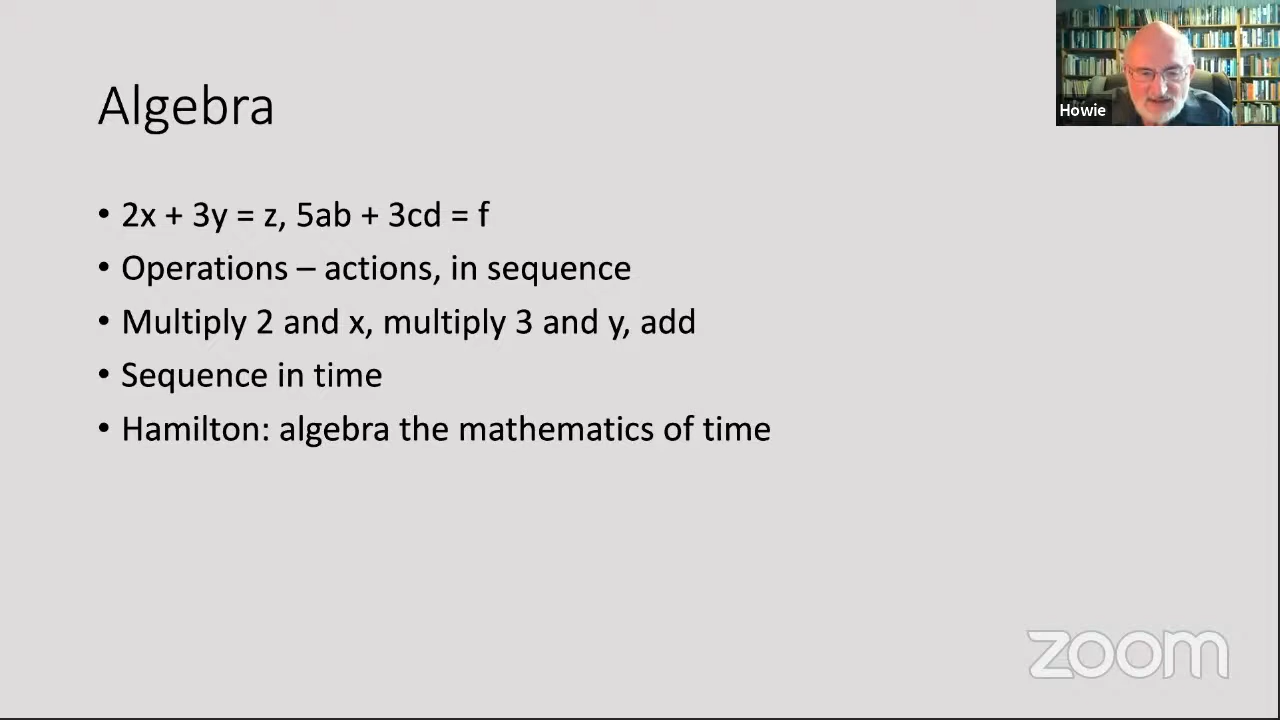 Algebra
Howie
• 2x + 3y = z, 5ab + 3cd = f
• Operations – actions, in sequence
• Multiply 2 and x, multiply 3 and y, add
• Sequence in time
• Hamilton: algebra the mathematics of time
zoom